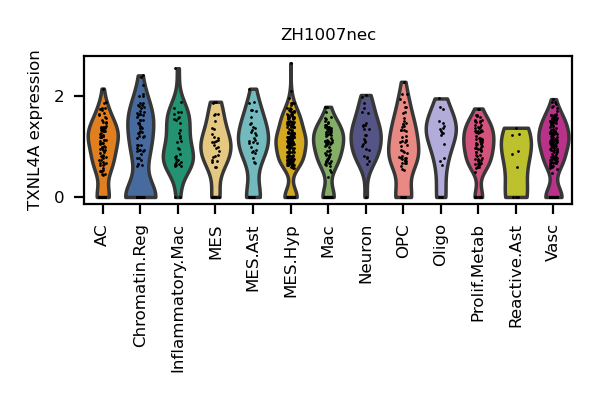 ZH1007nec
TXNL4A expression
2
0
AC
Chromatin.Reg
Inflammatory.Mac
MES
MES.Ast
MES.Hyp
Mac
Neuron
OPC
Oligo
Prolif.Metab
Reactive.Ast
Vasc